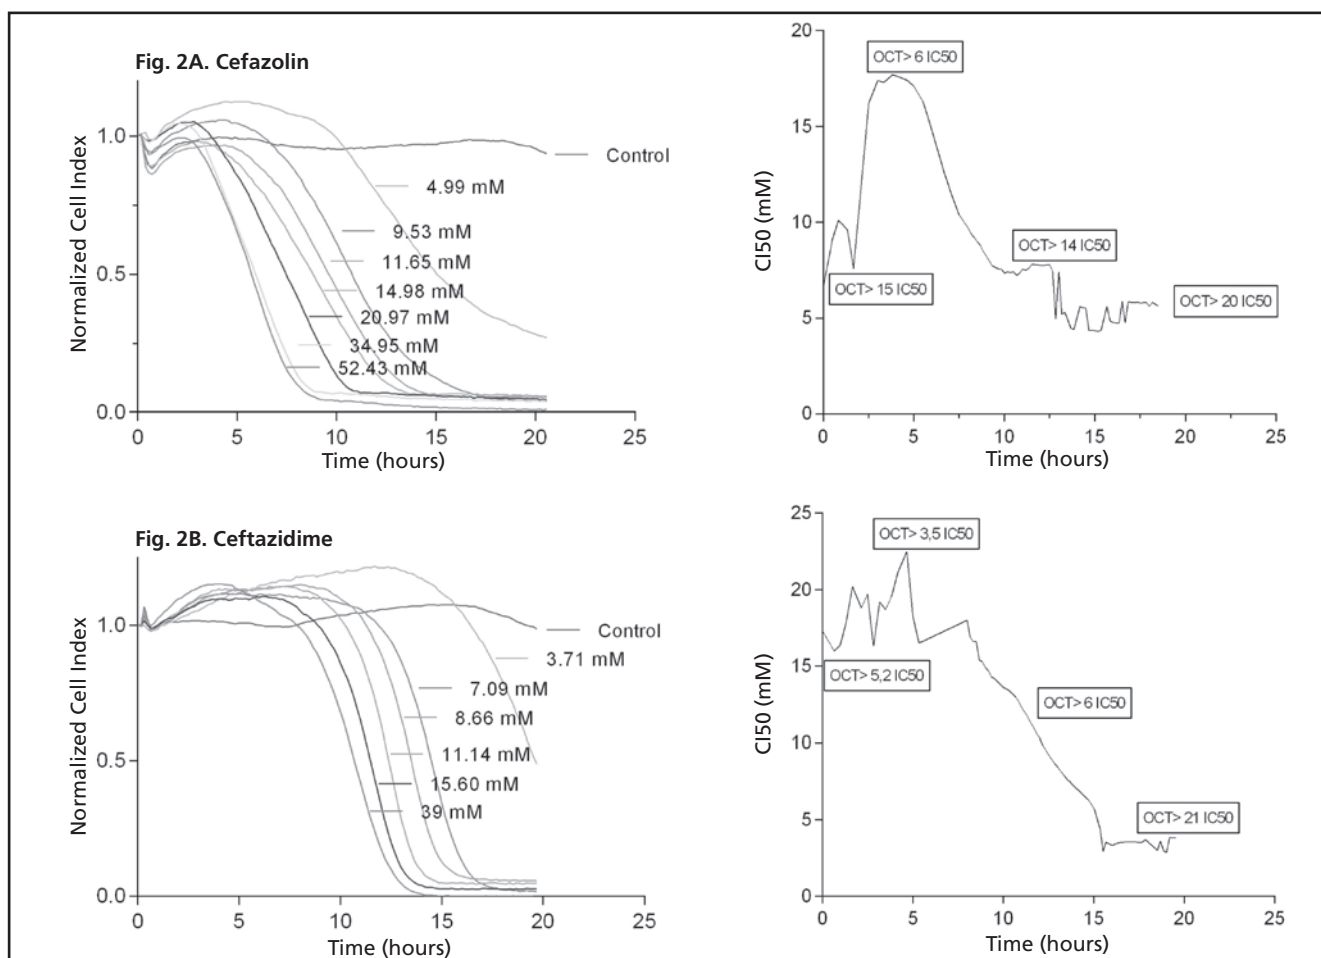 Fig. 2A. Cefazolin
Normalized Cell Index
1.0
0.5
0.0
Control
4.99 mM
9.53 mM
11.65 mM
14.98 mM
20.97 mM
34.95 mM
52.43 mM
0 5 10 15 20 25
Time (hours)
CI50 (mM)
20
15
10
5
0
OCT> 6 IC50
OCT> 14 IC50
OCT> 15 IC50
OCT> 20 IC50
0 5 10 15 20 25
Time (hours)
Fig. 2B. Ceftazidime
Normalized Cell Index
1.0
0.5
0.0
Control
3.71 mM
7.09 mM
8.66 mM
11.14 mM
15.60 mM
39 mM
0 5 10 15 20 25
Time (hours)
CI50 (mM)
25
20
15
10
5
0
OCT> 3,5 IC50
OCT> 5,2 IC50
OCT> 6 IC50
OCT> 21 IC50
0 5 10 15 20 25
Time (hours)